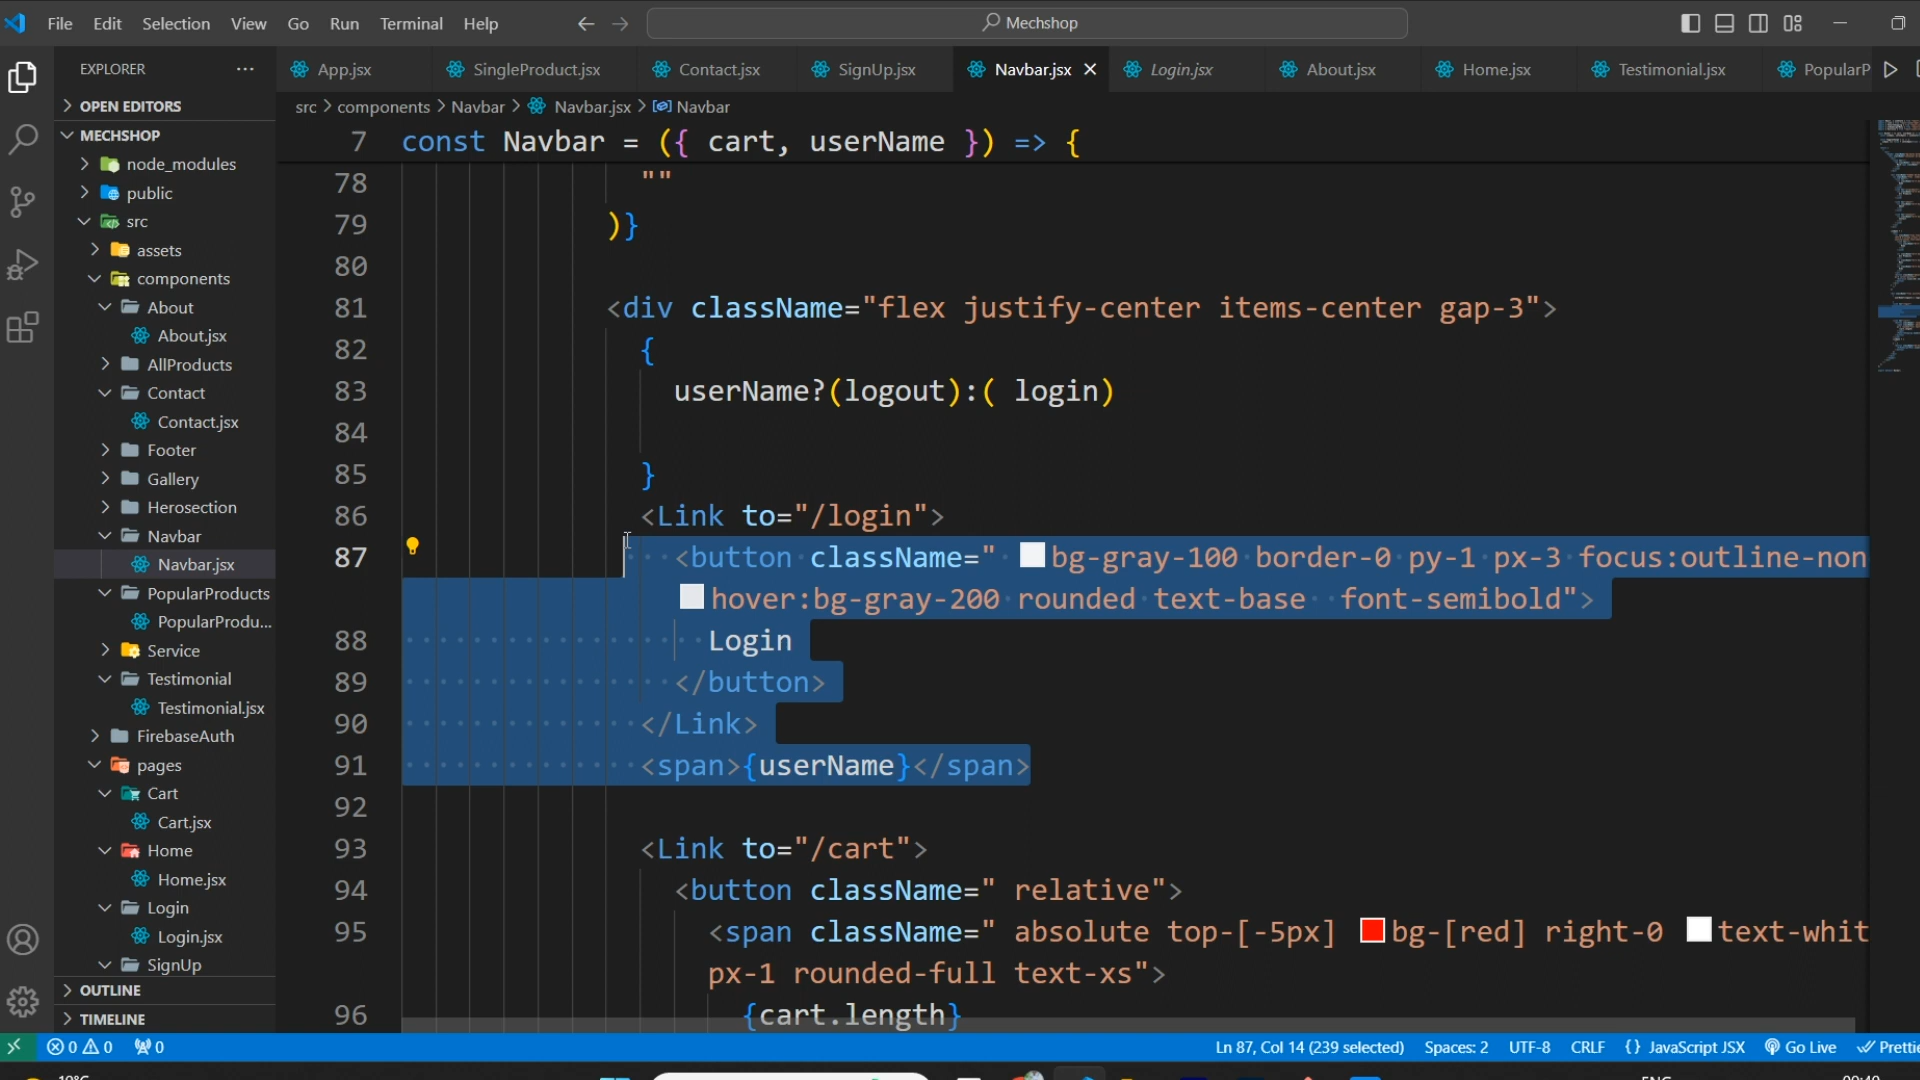 File Edit Selection View Go Run Terminal Help
Mechshop
EXPLORER
App.jsx SingleProduct.jsx Contact.jsx SignUp.jsx Navbar.jsx Login.jsx About.jsx Home.jsx Testimonial.jsx PopularP
OPEN EDITORS
src > components > Navbar > Navbar.jsx > Navbar
MECHSHOP
node_modules
public
src
assets
components
About
About.jsx
AllProducts
Contact
Contact.jsx
Footer
Gallery
Herosection
Navbar
Navbar.jsx
PopularProducts
PopularProdu...
Service
Testimonial
Testimonial.jsx
FirebaseAuth
pages
Cart
Cart.jsx
Home
Home.jsx
Login
Login.jsx
SignUp
OUTLINE
TIMELINE
7 const Navbar = ({ cart, userName }) => {
78 ""
79 )}
80
81 <div className="flex justify-center items-center gap-3">
82 {
83 userName?(logout):( login)
84
85 }
86 <Link to="/login">
87 <button className=" bg-gray-100 border-0 py-1 px-3 focus:outline-non
hover:bg-gray-200 rounded text-base  font-semibold">
88 Login
89 </button>
90 </Link>
91 <span>{userName}</span>
92
93 <Link to="/cart">
94 <button className=" relative">
95 <span className=" absolute top-[-5px] bg-[red] right-0 text-whit
px-1 rounded-full text-xs">
96 {cart.length}
0 0 0 Ln 87, Col 14 (239 selected) Spaces: 2 UTF-8 CRLF {} JavaScript JSX Go Live Prettie